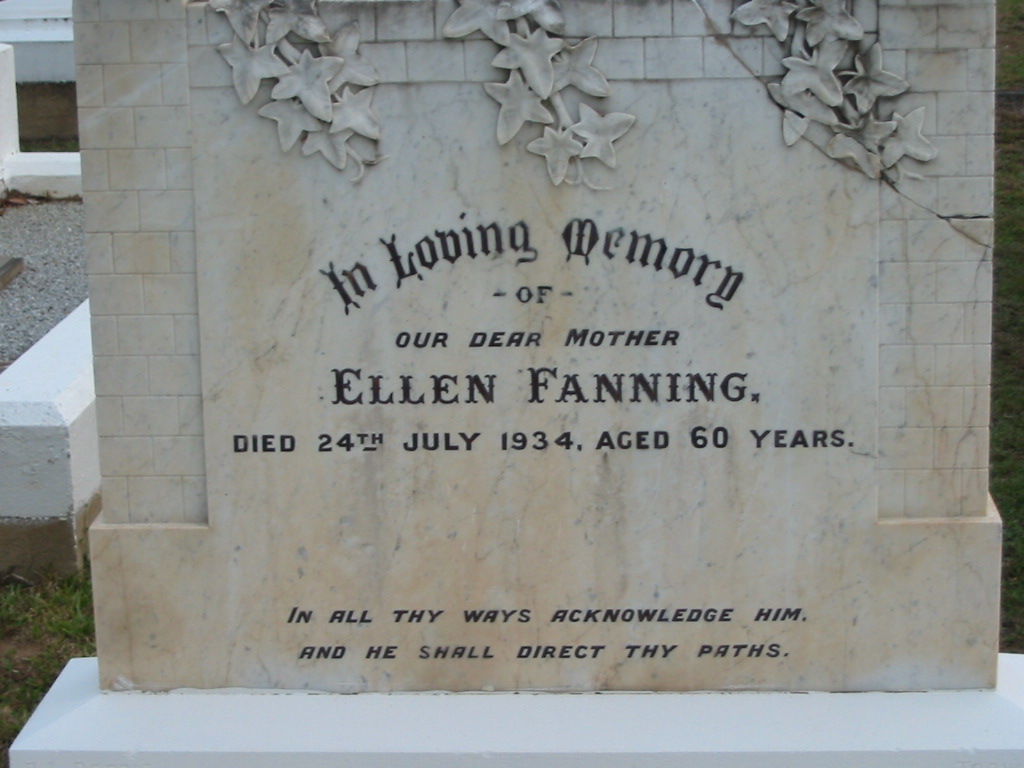 In Loving Memory
- OF -
OUR DEAR MOTHER
ELLEN FANNING.
DIED 24TH JULY 1934, AGED 60 YEARS.
IN ALL THY WAYS ACKNOWLEDGE HIM.
AND HE SHALL DIRECT THY PATHS.